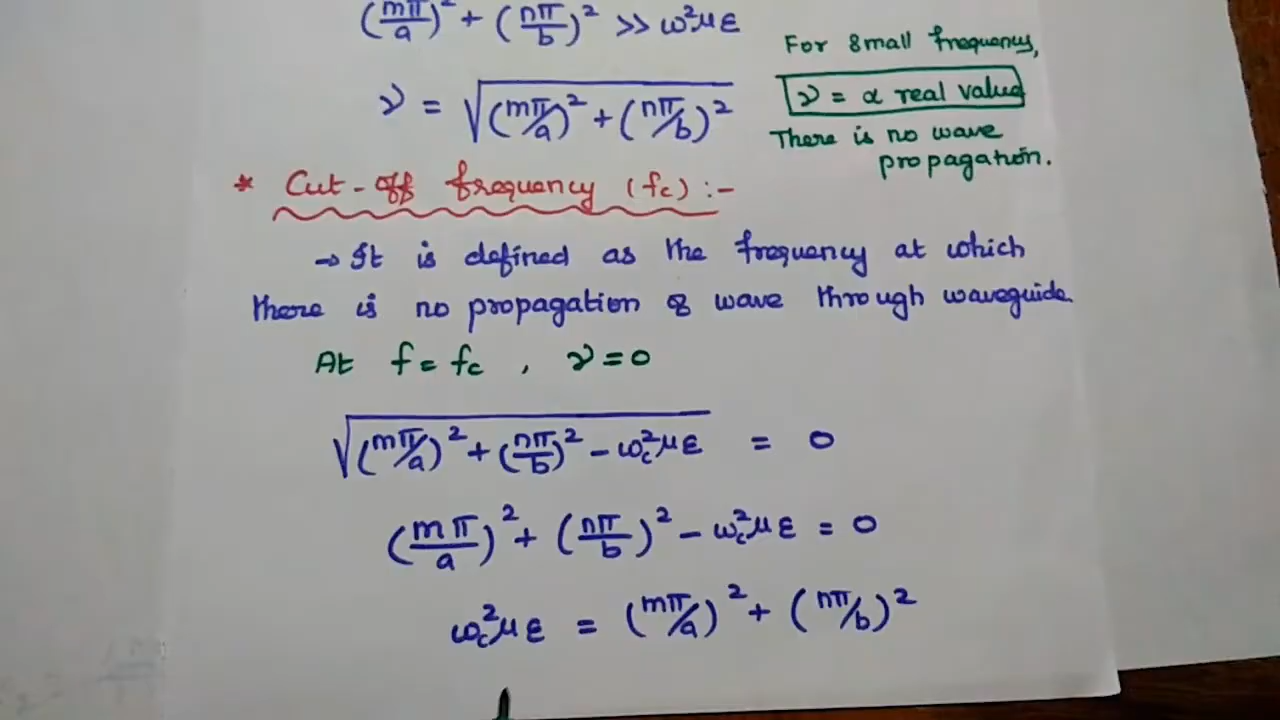 (mπ/a)² + (nπ/b)² >> ω²με
For small frequency,
γ = √(mπ/a)² + (nπ/b)²
γ = α real value
There is no wave
propagation.
* Cut-off frequency (fc) :-
→ It is defined as the frequency at which
there is no propagation of wave through waveguide.
At f = fc , γ = 0
√(mπ/a)² + (nπ/b)² - ωc²με = 0
(mπ/a)² + (nπ/b)² - ωc²με = 0
ωc²με = (mπ/a)² + (nπ/b)²